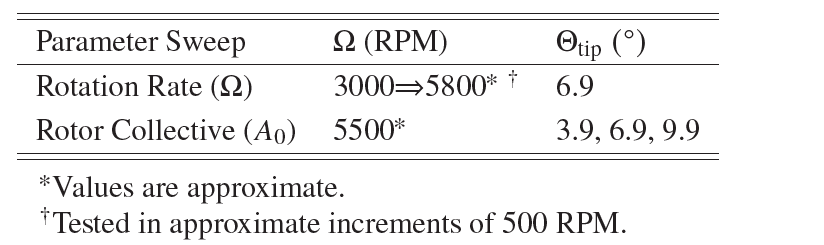 Parameter Sweep Ω (RPM) Θtip (°)
Rotation Rate (Ω) 3000⇒5800* † 6.9
Rotor Collective (A0) 5500* 3.9, 6.9, 9.9
*Values are approximate.
†Tested in approximate increments of 500 RPM.